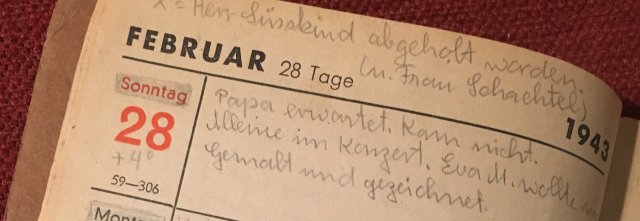 x = Herr Süsskind abgeholt worden.
(u. Frau Schachtel)
FEBRUAR 28 Tage
1943
Sonntag
28
+4°
59—306
Papa erwartet. Kam nicht.
Alleine im Konzert. Eva M. wollte
Gemalt und gezeichnet.
Montag